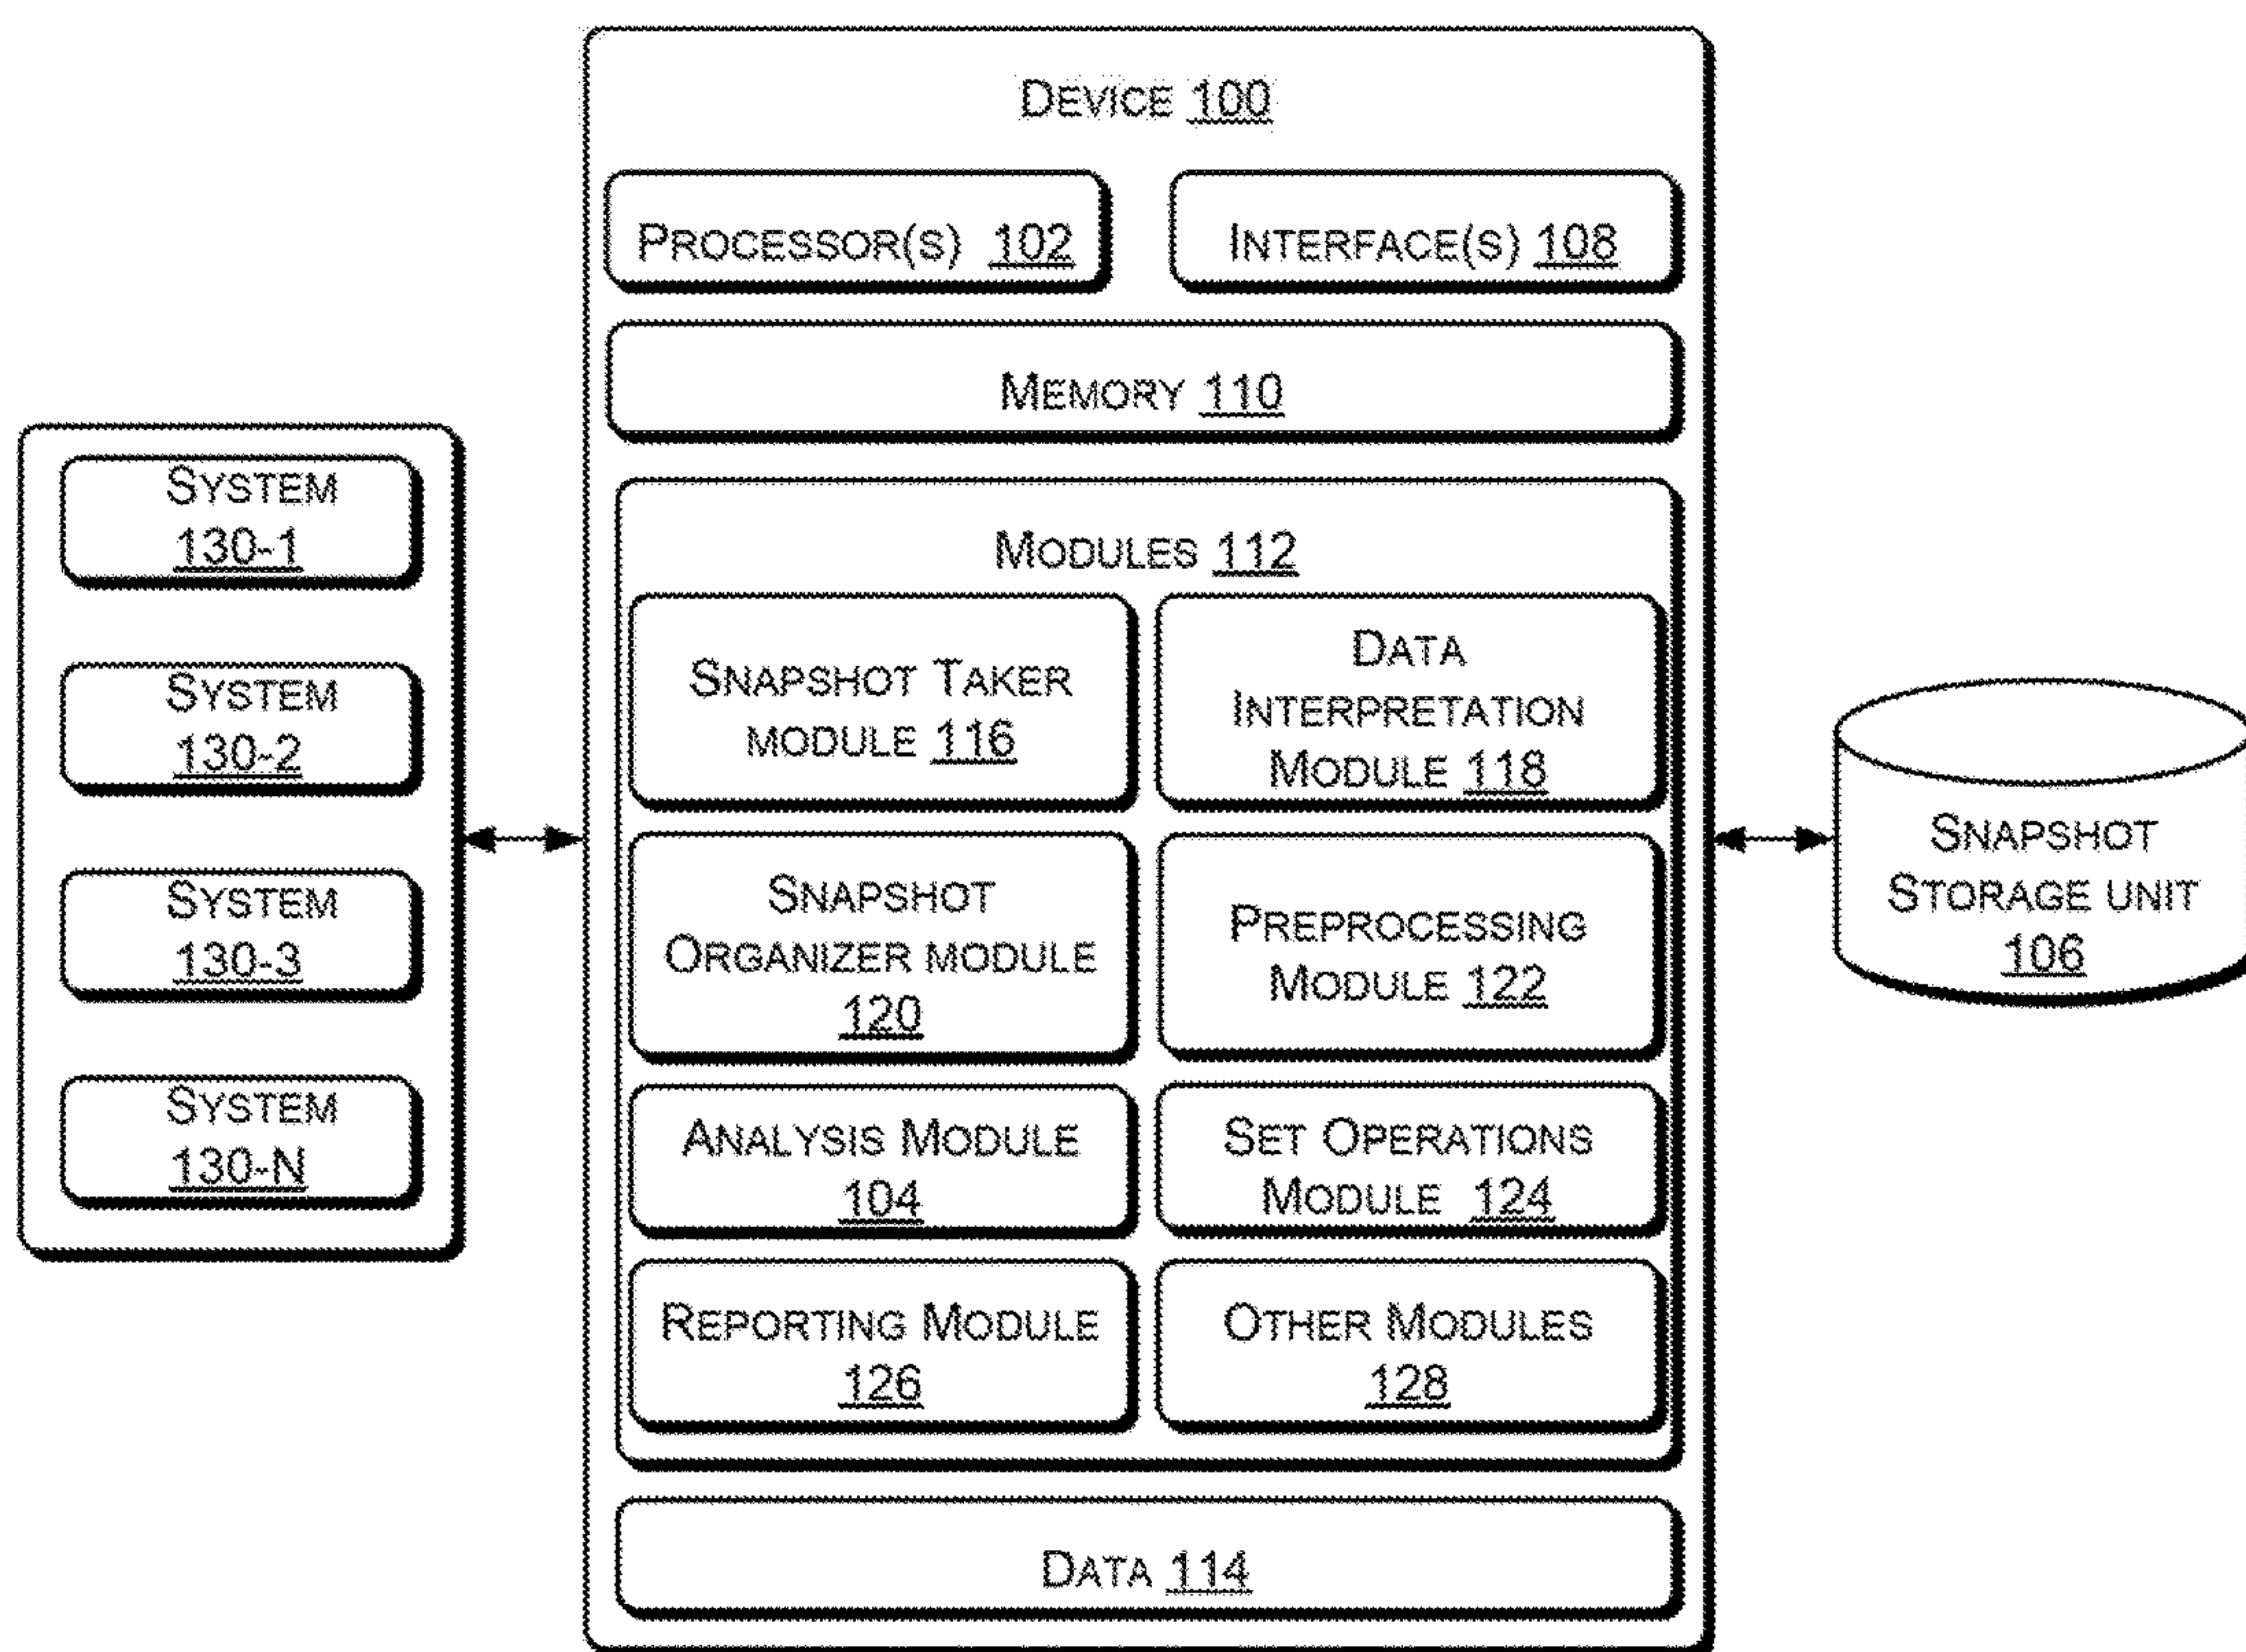 DEVICE 100
PROCESSOR(S) 102
INTERFACE(S) 108
MEMORY 110
SYSTEM
130-1
SYSTEM
130-2
SYSTEM
130-3
SYSTEM
130-N
MODULES 112
SNAPSHOT TAKER
MODULE 116
DATA
INTERPRETATION
MODULE 118
SNAPSHOT
ORGANIZER MODULE
120
PREPROCESSING
MODULE 122
ANALYSIS MODULE
104
SET OPERATIONS
MODULE 124
REPORTING MODULE
126
OTHER MODULES
128
DATA 114
SNAPSHOT
STORAGE UNIT
106